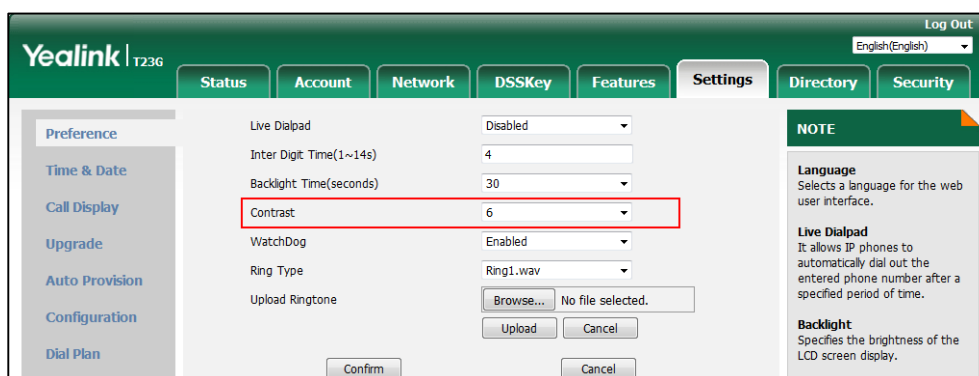 Log Out
Yealink T23G
English(English)
Status Account Network DSSKey Features Settings Directory Security
Preference
Time & Date
Call Display
Upgrade
Auto Provision
Configuration
Dial Plan
Live Dialpad Disabled
Inter Digit Time(1~14s) 4
Backlight Time(seconds) 30
Contrast 6
WatchDog Enabled
Ring Type Ring1.wav
Upload Ringtone Browse... No file selected.
Upload Cancel
Confirm Cancel
NOTE
Language
Selects a language for the web
user interface.
Live Dialpad
It allows IP phones to
automatically dial out the
entered phone number after a
specified period of time.
Backlight
Specifies the brightness of the
LCD screen display.